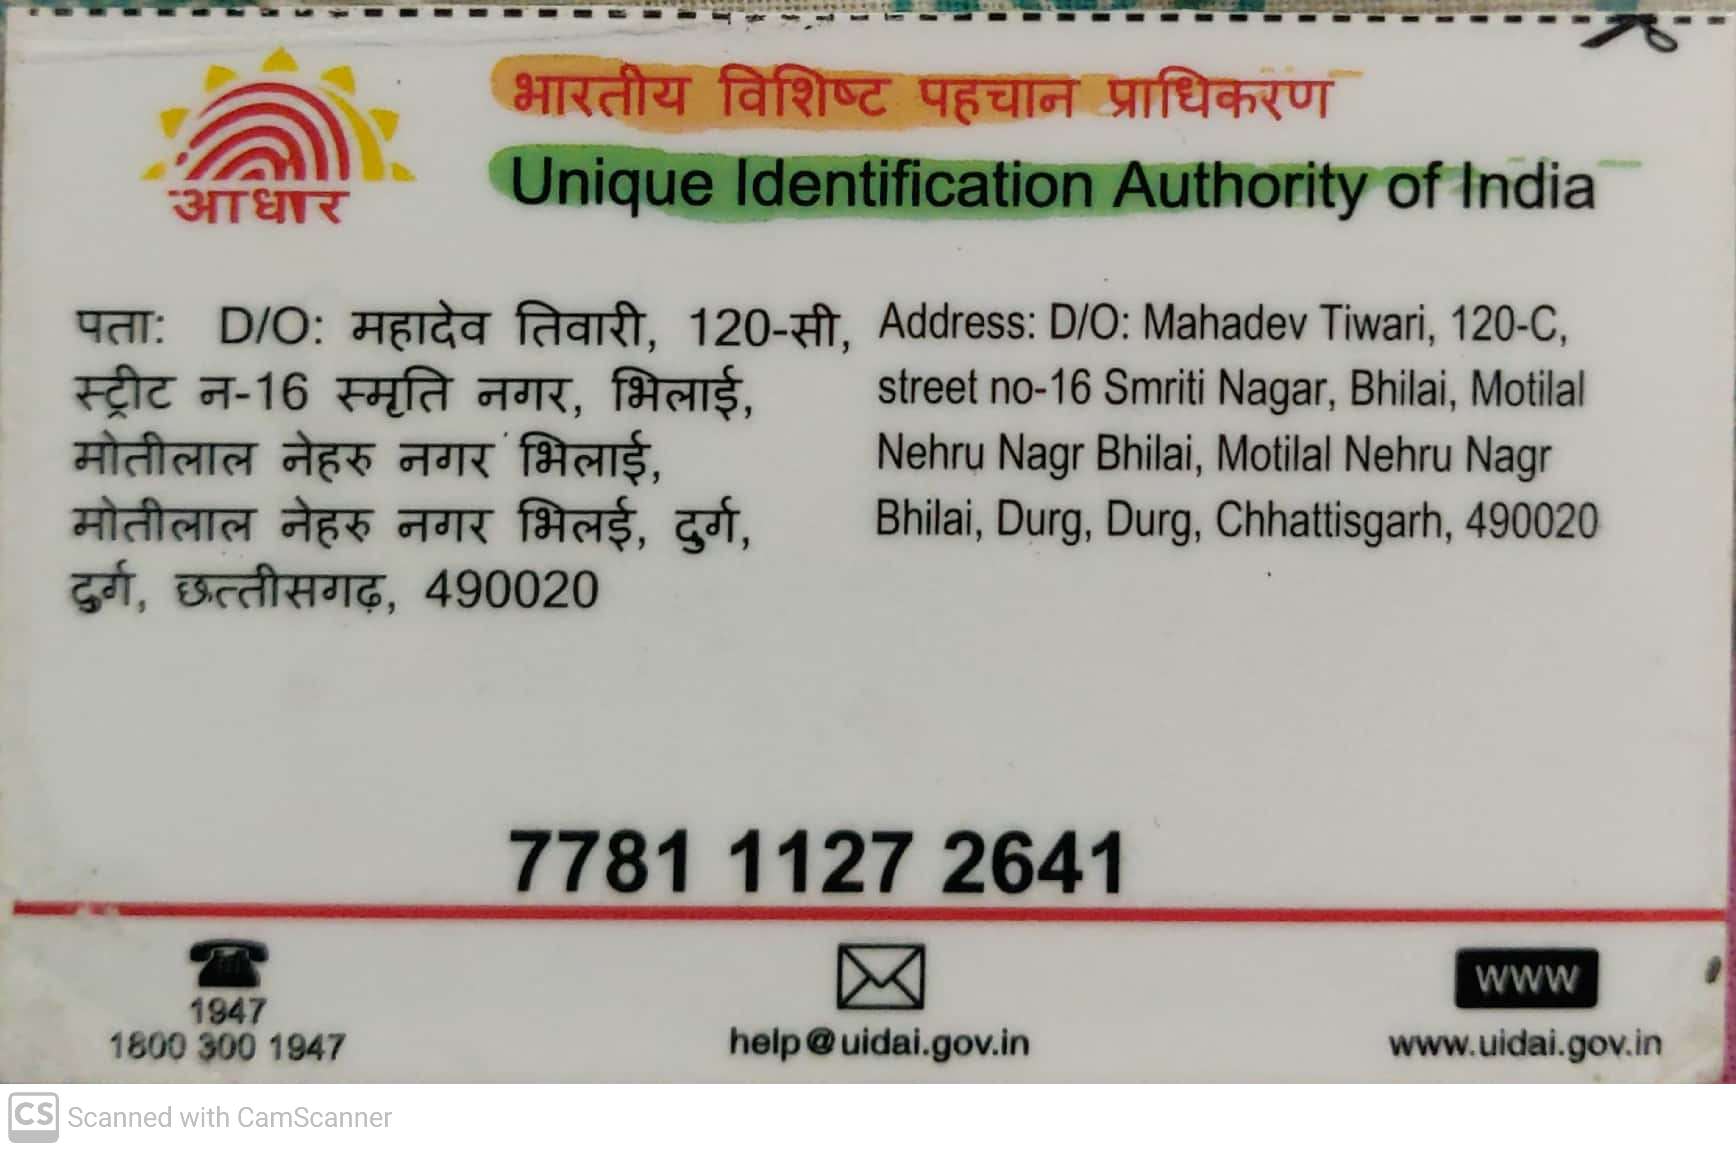 आधार
भारतीय विशिष्ट पहचान प्राधिकरण
Unique Identification Authority of India
पता: D/O: महादेव तिवारी, 120-सी,
स्ट्रीट न-16 स्मृति नगर, भिलाई,
मोतीलाल नेहरु नगर भिलाई,
मोतीलाल नेहरु नगर भिलई, दुर्ग,
दुर्ग, छत्तीसगढ़, 490020
Address: D/O: Mahadev Tiwari, 120-C,
street no-16 Smriti Nagar, Bhilai, Motilal
Nehru Nagr Bhilai, Motilal Nehru Nagr
Bhilai, Durg, Durg, Chhattisgarh, 490020
7781 1127 2641
1947
1800 300 1947
help@uidai.gov.in
WWW
www.uidai.gov.in
CS Scanned with CamScanner